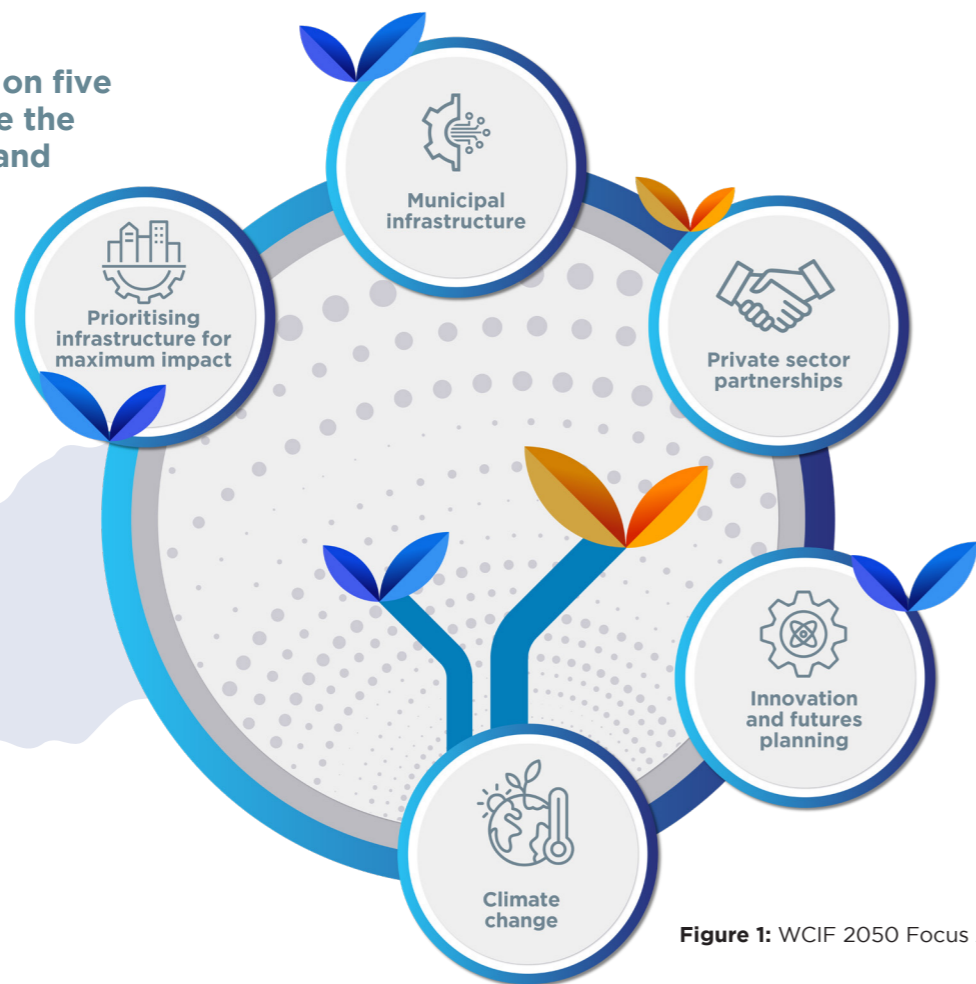 on five
e the
and
Municipal
infrastructure
Prioritising
infrastructure for
maximum impact
Private sector
partnerships
Innovation
and futures
planning
Climate
change
Figure 1: WCIF 2050 Focus